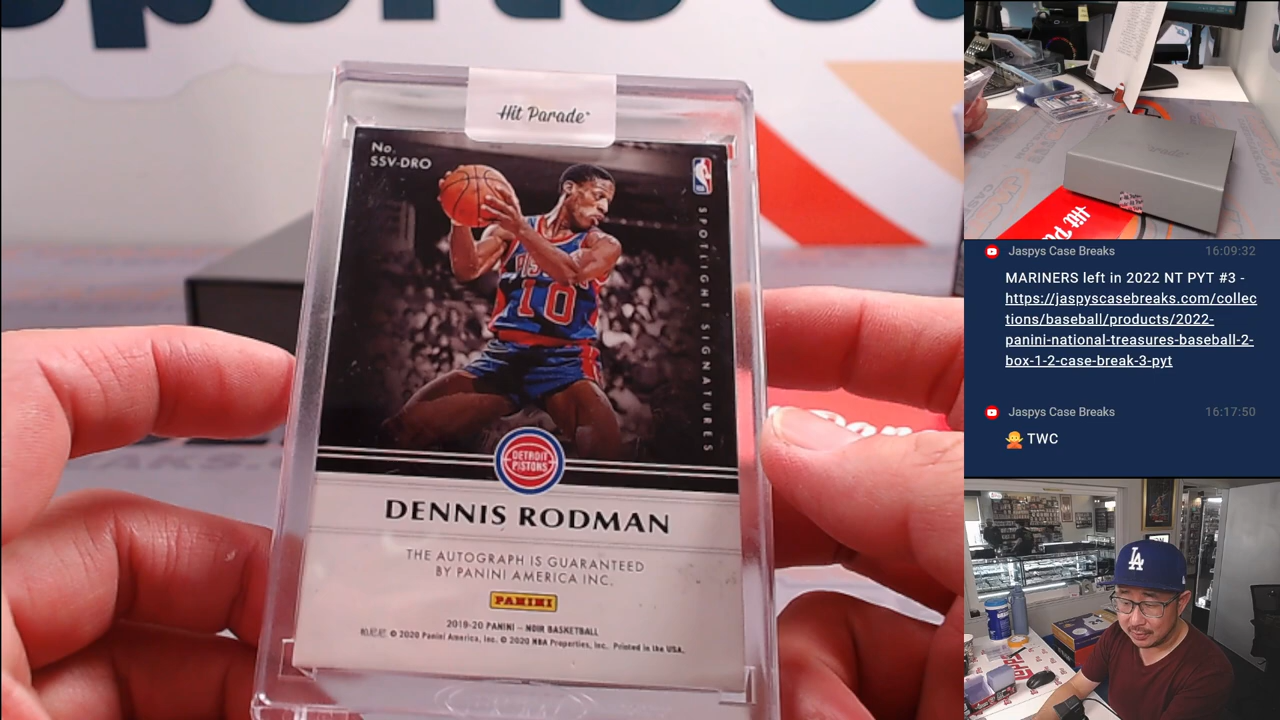 Hit Parade
No.
SSV-DRO
SPOTLIGHT SIGNATURES
PISTONS
10
DETROIT
PISTONS
DENNIS RODMAN
THE AUTOGRAPH IS GUARANTEED
BY PANINI AMERICA INC.
PANINI
2019-20 PANINI – NOIR BASKETBALL
© 2020 Panini America, Inc. © 2020 NBA Properties, Inc. Printed in the USA.
Hit
Jaspys Case Breaks 16:09:32
MARINERS left in 2022 NT PYT #3 -
https://jaspyscasebreaks.com/collec
tions/baseball/products/2022-
panini-national-treasures-baseball-2-
box-1-2-case-break-3-pyt
Jaspys Case Breaks 16:17:50
🙅 TWC
LA